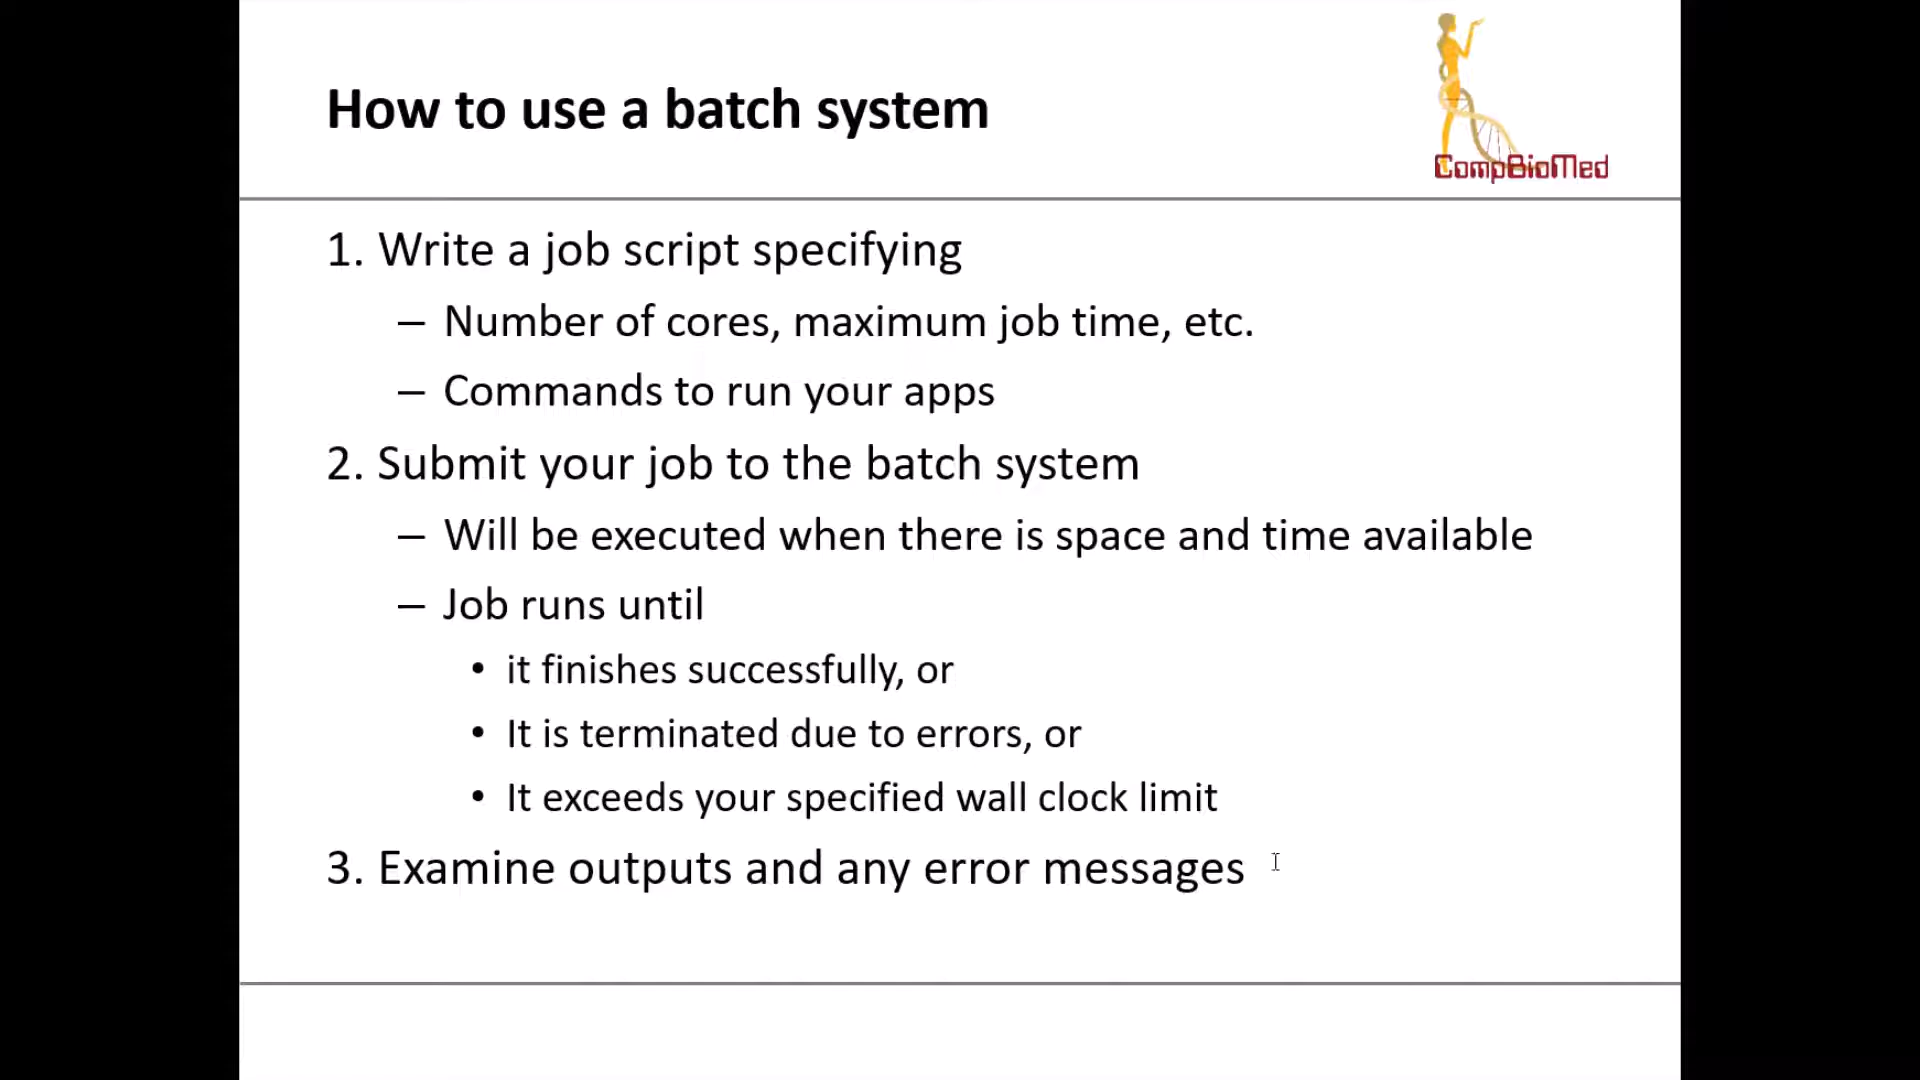 How to use a batch system
CompBioMed
1. Write a job script specifying
– Number of cores, maximum job time, etc.
– Commands to run your apps
2. Submit your job to the batch system
– Will be executed when there is space and time available
– Job runs until
• it finishes successfully, or
• It is terminated due to errors, or
• It exceeds your specified wall clock limit
3. Examine outputs and any error messages